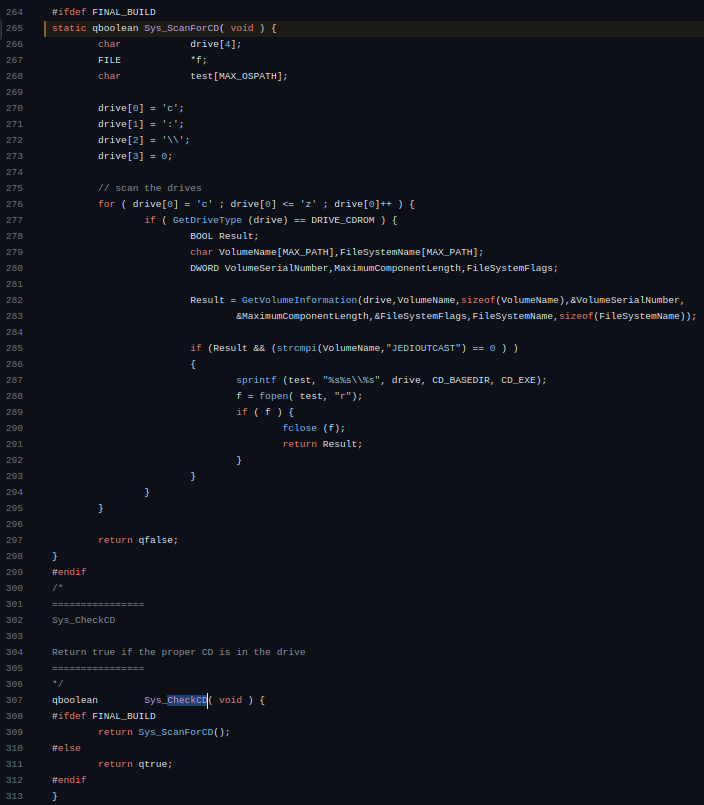 264 #ifdef FINAL_BUILD
265 static qboolean Sys_ScanForCD( void ) {
266 char drive[4];
267 FILE *f;
268 char test[MAX_OSPATH];
269
270 drive[0] = 'c';
271 drive[1] = ':';
272 drive[2] = '\\';
273 drive[3] = 0;
274
275 // scan the drives
276 for ( drive[0] = 'c' ; drive[0] <= 'z' ; drive[0]++ ) {
277 if ( GetDriveType (drive) == DRIVE_CDROM ) {
278 BOOL Result;
279 char VolumeName[MAX_PATH],FileSystemName[MAX_PATH];
280 DWORD VolumeSerialNumber,MaximumComponentLength,FileSystemFlags;
281
282 Result = GetVolumeInformation(drive,VolumeName,sizeof(VolumeName),&VolumeSerialNumber,
283 &MaximumComponentLength,&FileSystemFlags,FileSystemName,sizeof(FileSystemName));
284
285 if (Result && (strcmpi(VolumeName,"JEDIOUTCAST") == 0 ) )
286 {
287 sprintf (test, "%s%s\\%s", drive, CD_BASEDIR, CD_EXE);
288 f = fopen( test, "r");
289 if ( f ) {
290 fclose (f);
291 return Result;
292 }
293 }
294 }
295 }
296
297 return qfalse;
298 }
299 #endif
300 /*
301 ================
302 Sys_CheckCD
303
304 Return true if the proper CD is in the drive
305 ================
306 */
307 qboolean Sys_CheckCD( void ) {
308 #ifdef FINAL_BUILD
309 return Sys_ScanForCD();
310 #else
311 return qtrue;
312 #endif
313 }